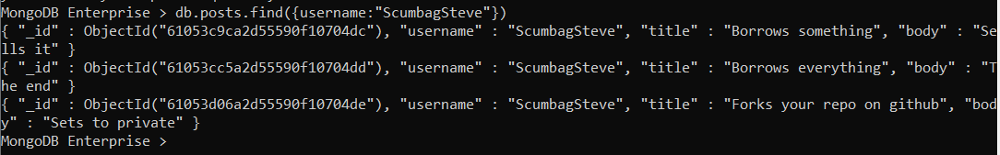 MongoDB Enterprise > db.posts.find({username:"ScumbagSteve"})
{ "_id" : ObjectId("61053c9ca2d55590f10704dc"), "username" : "ScumbagSteve", "title" : "Borrows something", "body" : "Se
lls it" }
{ "_id" : ObjectId("61053cc5a2d55590f10704dd"), "username" : "ScumbagSteve", "title" : "Borrows everything", "body" : "T
he end" }
{ "_id" : ObjectId("61053d06a2d55590f10704de"), "username" : "ScumbagSteve", "title" : "Forks your repo on github", "bod
y" : "Sets to private" }
MongoDB Enterprise >